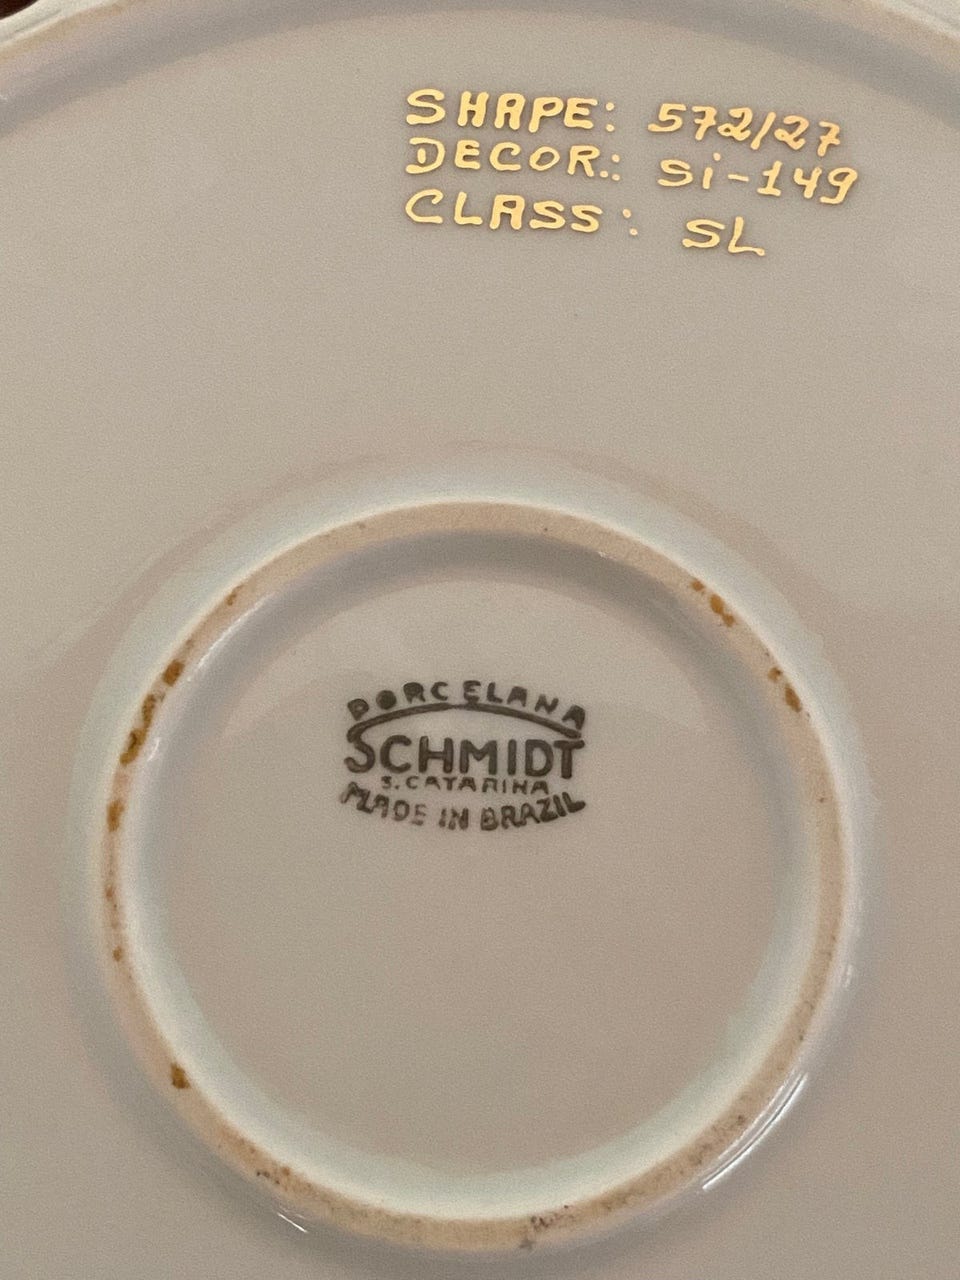 SHAPE: 572/27
DECOR.: Si-149
CLASS: SL
PORCELANA
SCHMIDT
S. CATARINA
MADE IN BRAZIL